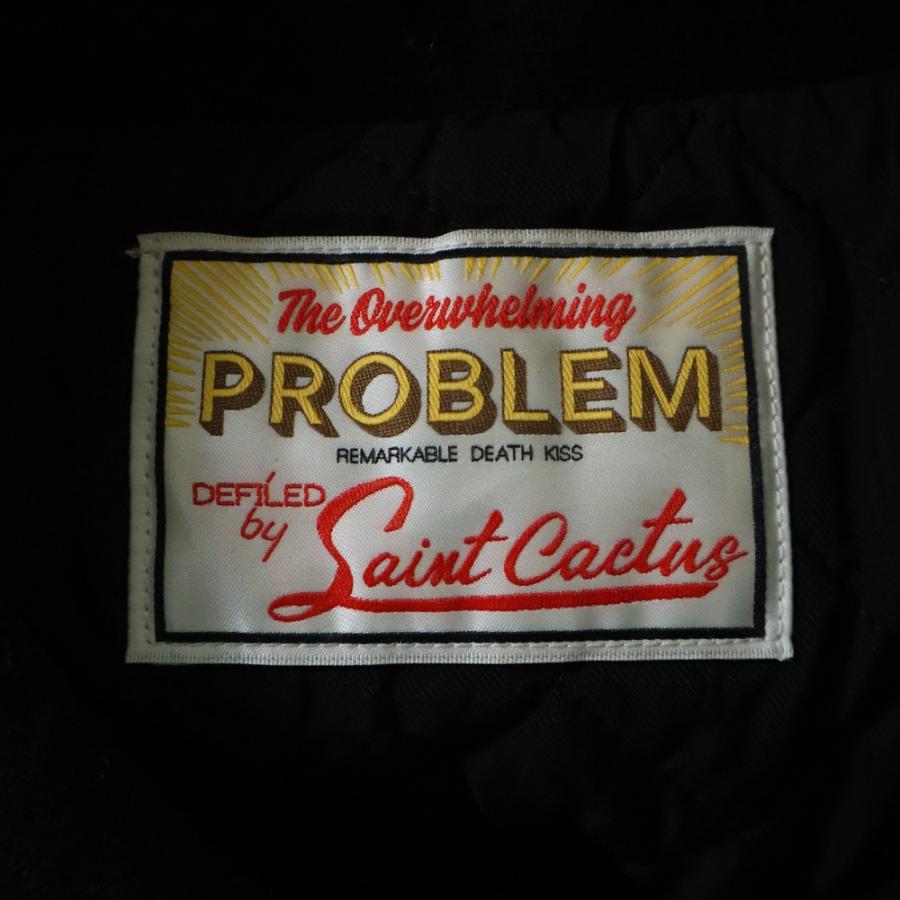 The Overwhelming
PROBLEM
REMARKABLE DEATH KISS
DEFILED
by
Saint Cactus